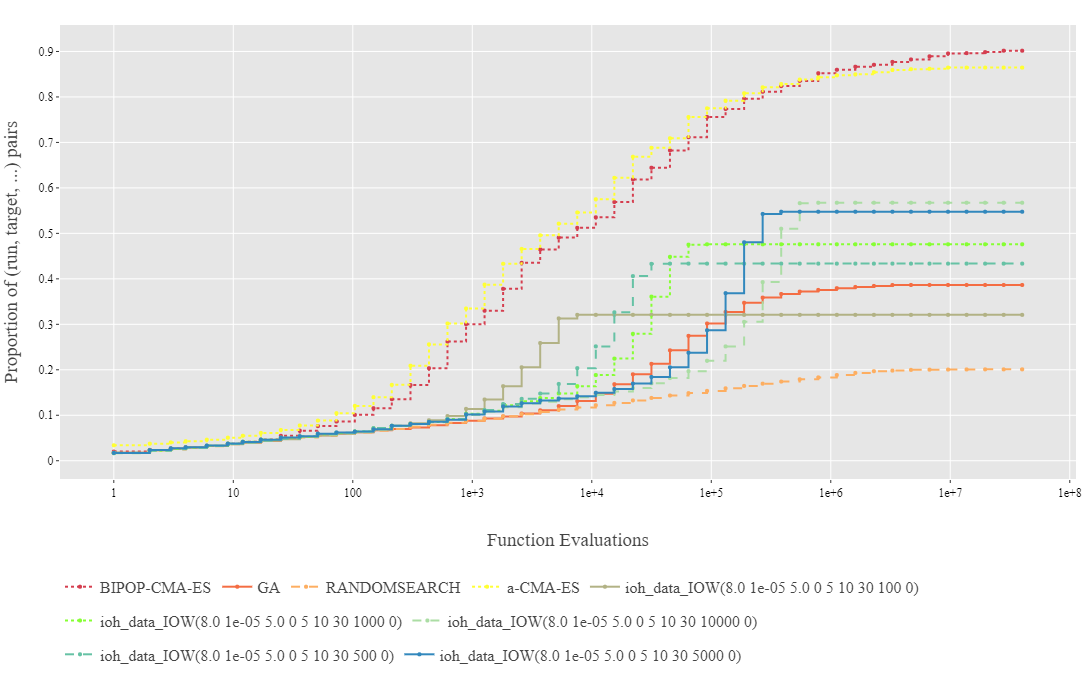 Proportion of (run, target, ...) pairs
0.9
0.8
0.7
0.6
0.5
0.4
0.3
0.2
0.1
0
1 10 100 1e+3 1e+4 1e+5 1e+6 1e+7 1e+8
Function Evaluations
BIPOP-CMA-ES GA RANDOMSEARCH a-CMA-ES ioh_data_IOW(8.0 1e-05 5.0 0 5 10 30 100 0)
ioh_data_IOW(8.0 1e-05 5.0 0 5 10 30 1000 0) ioh_data_IOW(8.0 1e-05 5.0 0 5 10 30 10000 0)
ioh_data_IOW(8.0 1e-05 5.0 0 5 10 30 500 0) ioh_data_IOW(8.0 1e-05 5.0 0 5 10 30 5000 0)